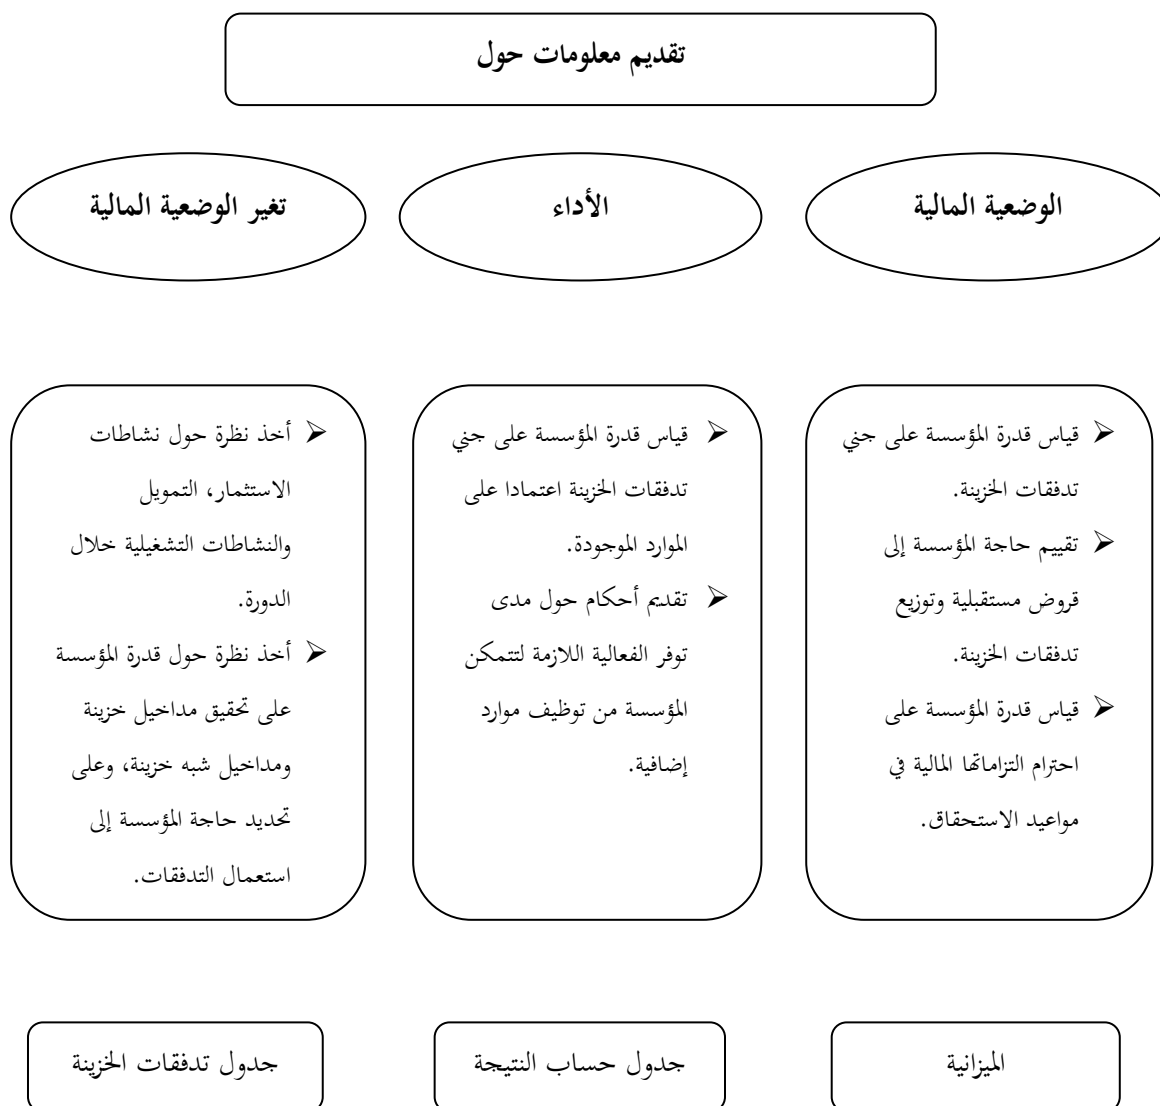 تقديم معلومات حول
الوضعية المالية
الأداء
تغير الوضعية المالية
➢ قياس قدرة المؤسسة على جني
تدفقات الخزينة.
➢ تقييم حاجة المؤسسة إلى
قروض مستقبلية وتوزيع
تدفقات الخزينة.
➢ قياس قدرة المؤسسة على
احترام التزاماتها المالية في
مواعيد الاستحقاق.
➢ قياس قدرة المؤسسة على جني
تدفقات الخزينة اعتمادا على
الموارد الموجودة.
➢ تقديم أحكام حول مدى
توفر الفعالية اللازمة لتتمكن
المؤسسة من توظيف موارد
إضافية.
➢ أخذ نظرة حول نشاطات
الاستثمار، التمويل
والنشاطات التشغيلية خلال
الدورة.
➢ أخذ نظرة حول قدرة المؤسسة
على تحقيق مداخيل خزينة
ومداخيل شبه خزينة، وعلى
تحديد حاجة المؤسسة إلى
استعمال التدفقات.
الميزانية
جدول حساب النتيجة
جدول تدفقات الخزينة